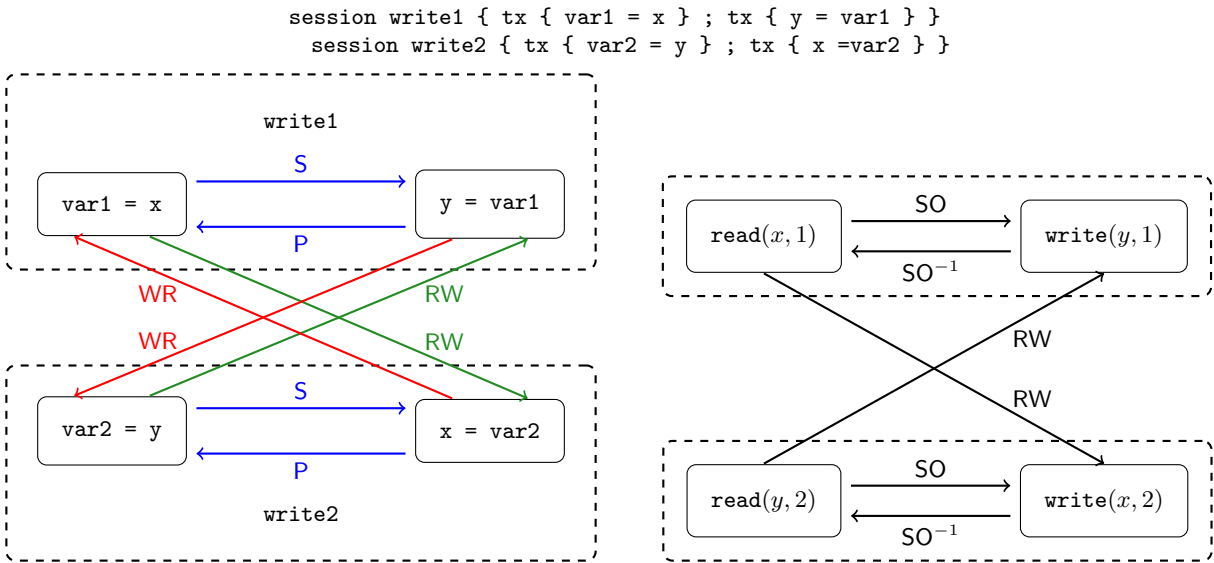 session write1 { tx { var1 = x } ; tx { y = var1 } }
session write2 { tx { var2 = y } ; tx { x =var2 } }
write1
S
var1 = x
y = var1
P
WR
RW
WR
RW
S
var2 = y
x = var2
P
write2
SO
read(x, 1)
write(y, 1)
SO⁻¹
RW
RW
SO
read(y, 2)
write(x, 2)
SO⁻¹